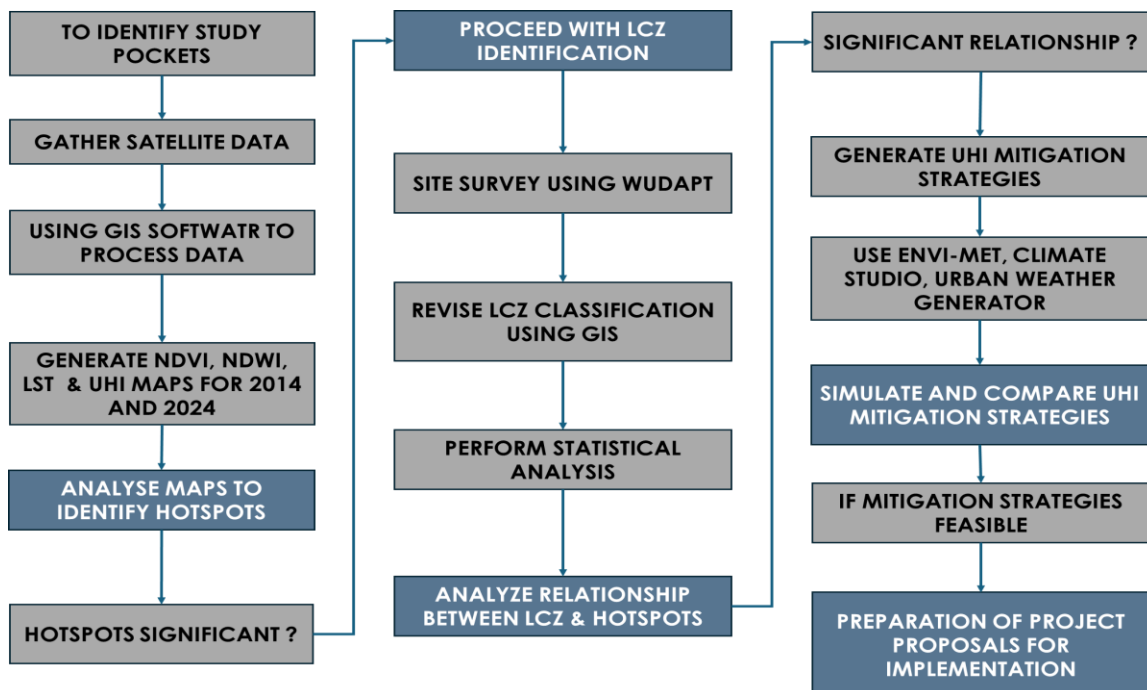 TO IDENTIFY STUDY
POCKETS
GATHER SATELLITE DATA
USING GIS SOFTWATR TO
PROCESS DATA
GENERATE NDVI, NDWI,
LST & UHI MAPS FOR 2014
AND 2024
ANALYSE MAPS TO
IDENTIFY HOTSPOTS
HOTSPOTS SIGNIFICANT ?
PROCEED WITH LCZ
IDENTIFICATION
SITE SURVEY USING WUDAPT
REVISE LCZ CLASSIFICATION
USING GIS
PERFORM STATISTICAL
ANALYSIS
ANALYZE RELATIONSHIP
BETWEEN LCZ & HOTSPOTS
SIGNIFICANT RELATIONSHIP ?
GENERATE UHI MITIGATION
STRATEGIES
USE ENVI-MET, CLIMATE
STUDIO, URBAN WEATHER
GENERATOR
SIMULATE AND COMPARE UHI
MITIGATION STRATEGIES
IF MITIGATION STRATEGIES
FEASIBLE
PREPARATION OF PROJECT
PROPOSALS FOR
IMPLEMENTATION